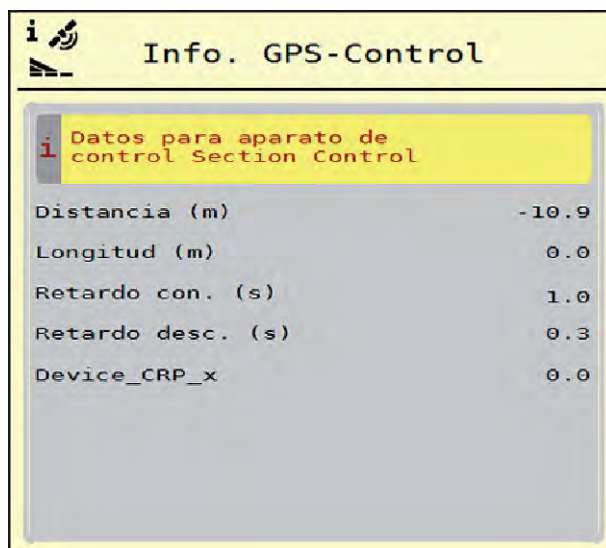 i
Info. GPS-Control
i Datos para aparato de
control Section Control
Distancia (m) -10.9
Longitud (m) 0.0
Retardo con. (s) 1.0
Retardo desc. (s) 0.3
Device_CRP_x 0.0